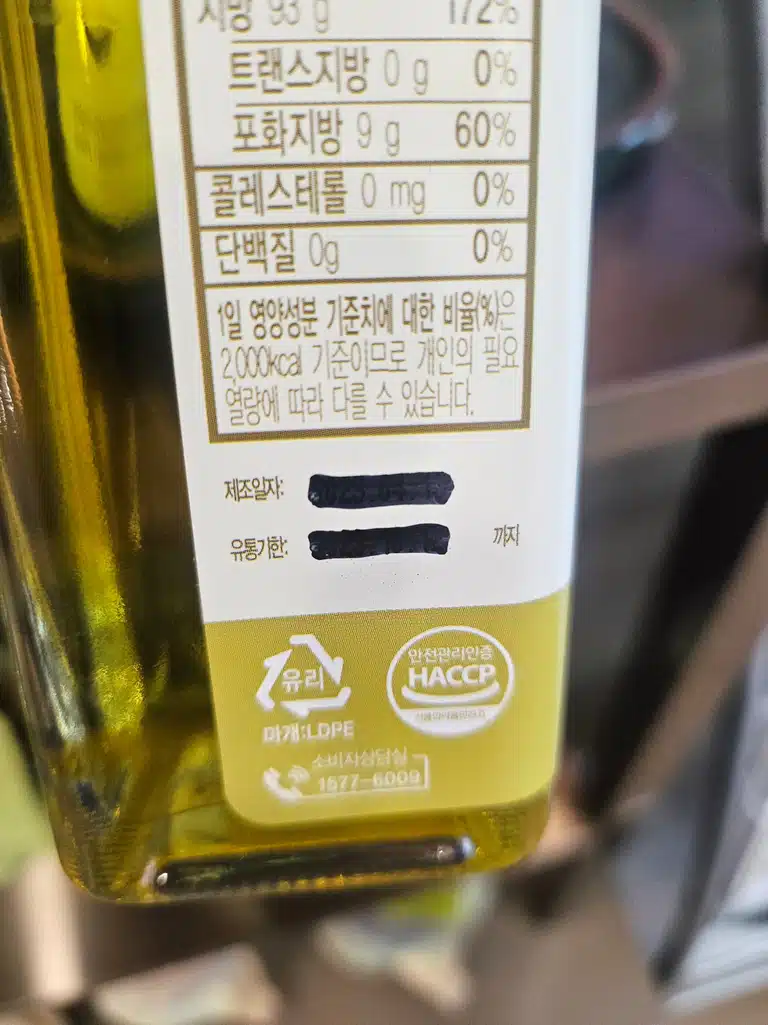 지방 93 g 172%
트랜스지방 0 g 0%
포화지방 9 g 60%
콜레스테롤 0 mg 0%
단백질 0g 0%
1일 영양성분 기준치에 대한 비율(%)은
2,000kcal 기준이므로 개인의 필요
열량에 따라 다를 수 있습니다.
제조일자:
유통기한: 까지
유리
마개:LDPE
안전관리인증
HACCP
소비자상담실
1577-6009